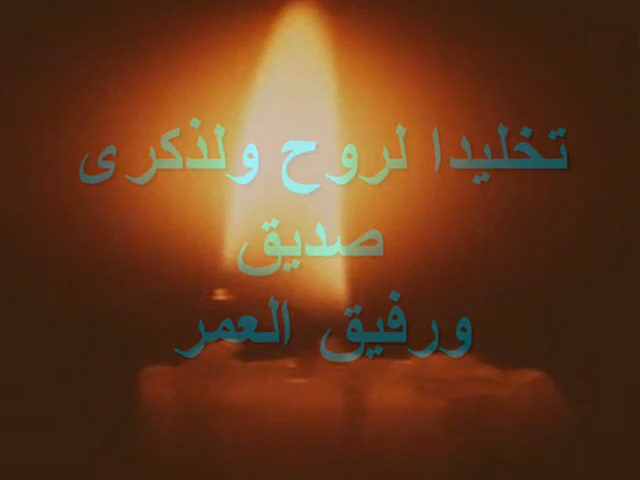 تخليدا لروح ولذكرى
صديق
ورفيق العمر